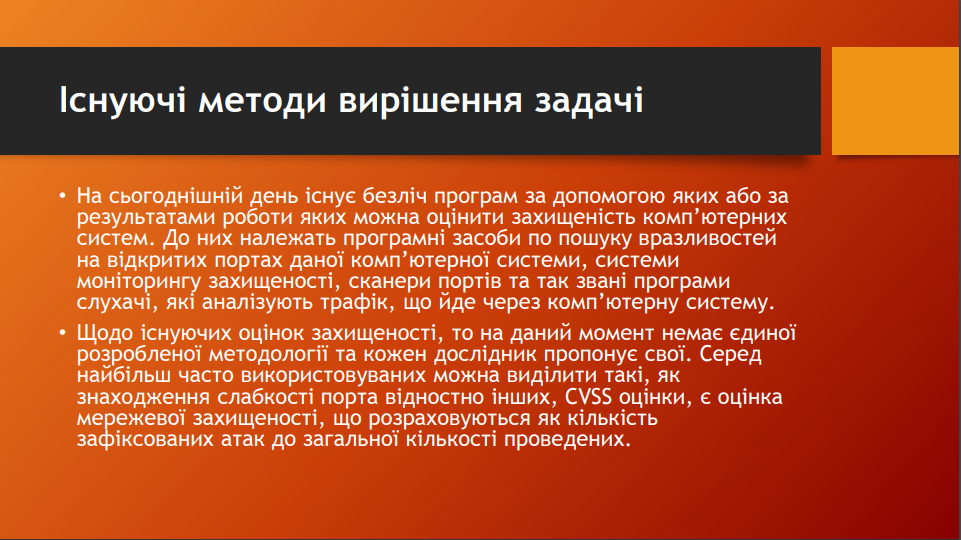 Існуючі методи вирішення задачі
• На сьогоднішній день існує безліч програм за допомогою яких або за
результатами роботи яких можна оцінити захищеність комп’ютерних
систем. До них належать програмні засоби по пошуку вразливостей
на відкритих портах даної комп’ютерної системи, системи
моніторингу захищеності, сканери портів та так звані програми
слухачі, які аналізують трафік, що йде через комп’ютерну систему.
• Щодо існуючих оцінок захищеності, то на даний момент немає єдиної
розробленої методології та кожен дослідник пропонує свої. Серед
найбільш часто використовуваних можна виділити такі, як
знаходження слабкості порта відностно інших, CVSS оцінки, є оцінка
мережевої захищеності, що розраховуються як кількість
зафіксованих атак до загальної кількості проведених.